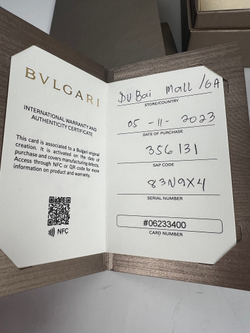 BVLGARI
INTERNATIONAL WARRANTY AND
AUTHENTICITY CERTIFICATE
This card is associated to a Bvlgari original
creation. It is activated on the date of
purchase and covers manufacturing defects.
Access through NFC or QR code for more
information on product and warranty.
NFC
DUBai Mall /GA
STORE/COUNTRY
05 - 11 - 2023
DATE OF PURCHASE
356131
SAP CODE
83N9X4
SERIAL NUMBER
#06233400
CARD NUMBER